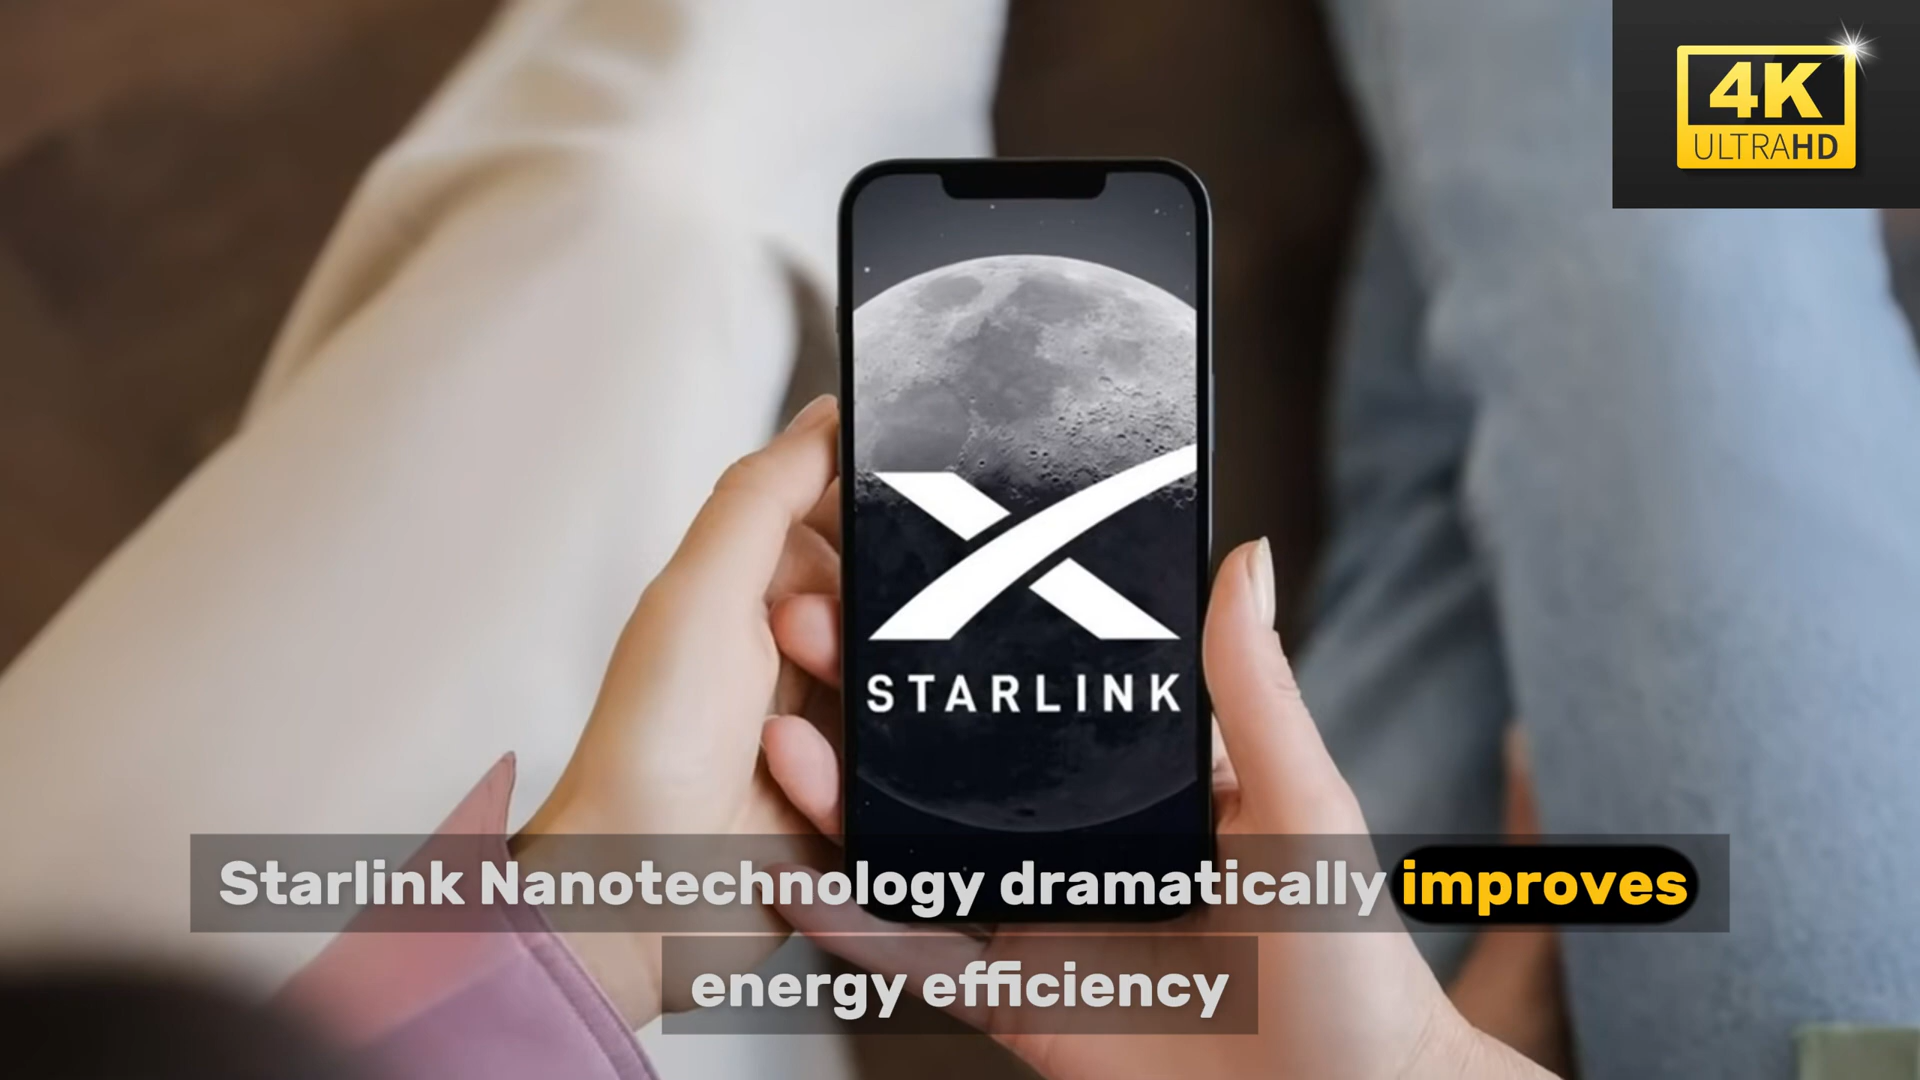 4K
ULTRAHD
STARLINK
Starlink Nanotechnology dramatically improves
energy efficiency